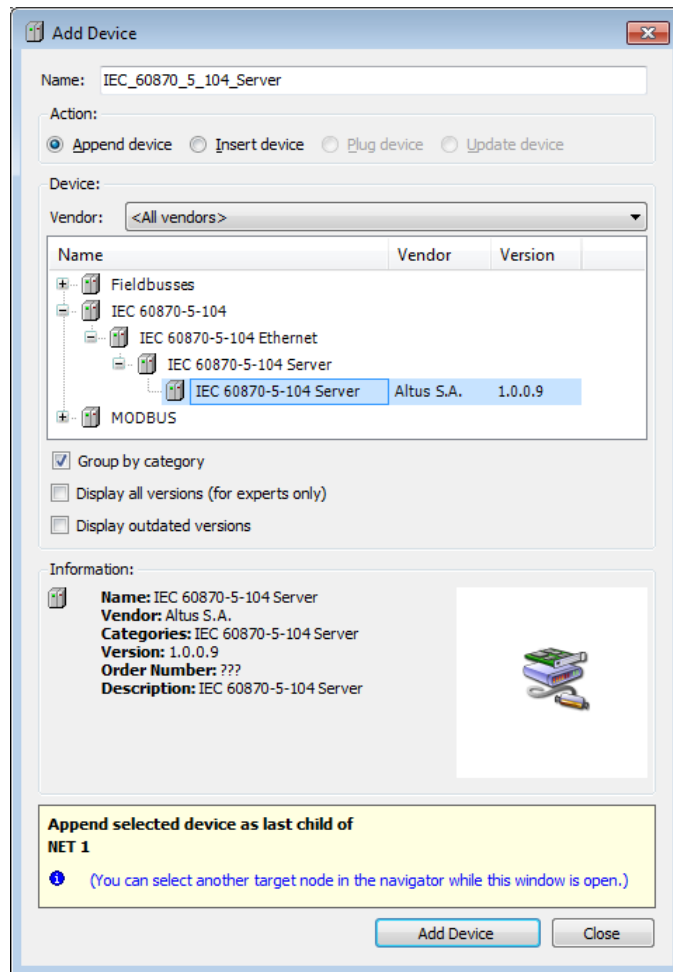 Add Device
Name: IEC_60870_5_104_Server
Action:
Append device Insert device Plug device Update device
Device:
Vendor: <All vendors>
Name Vendor Version
Fieldbusses
IEC 60870-5-104
IEC 60870-5-104 Ethernet
IEC 60870-5-104 Server
IEC 60870-5-104 Server Altus S.A. 1.0.0.9
MODBUS
Group by category
Display all versions (for experts only)
Display outdated versions
Information:
Name: IEC 60870-5-104 Server
Vendor: Altus S.A.
Categories: IEC 60870-5-104 Server
Version: 1.0.0.9
Order Number: ???
Description: IEC 60870-5-104 Server
Append selected device as last child of
NET 1
(You can select another target node in the navigator while this window is open.)
Add Device Close